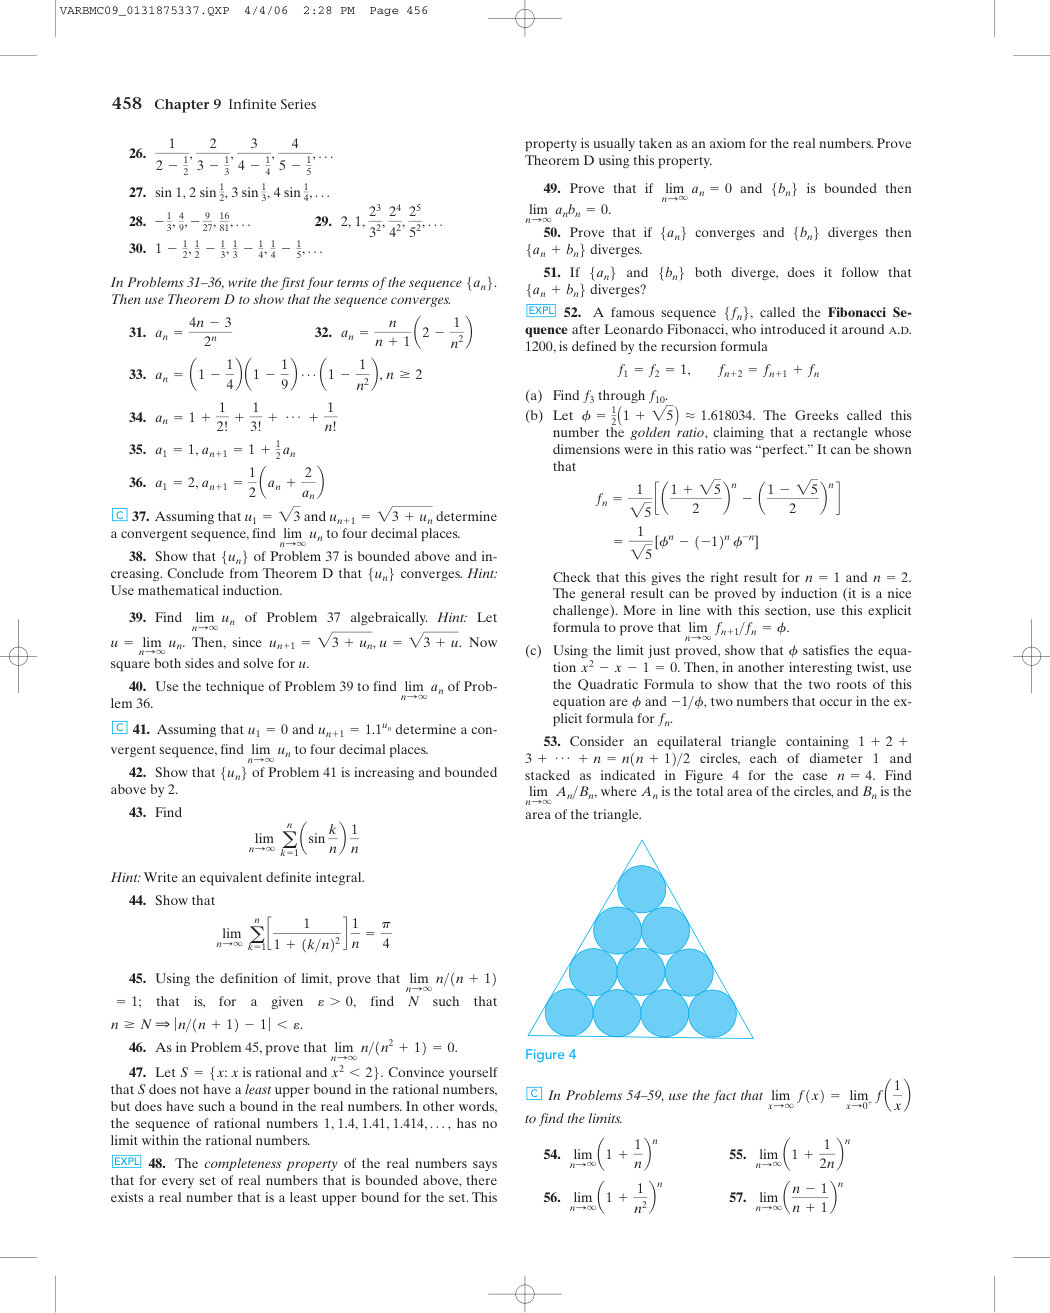 VARBMC09_0131875337.QXP 4/4/06 2:28 PM Page 456
458 Chapter 9 Infinite Series
26. 1/(2 − 1/2), 2/(3 − 1/3), 3/(4 − 1/4), 4/(5 − 1/5), . . .
27. sin 1, 2 sin 1/2, 3 sin 1/3, 4 sin 1/4, . . .
28. −1/3, 4/9, −9/27, 16/81, . . . 29. 2, 1, 2³/3², 2⁴/4², 2⁵/5², . . .
30. 1 − 1/2, 1/2 − 1/3, 1/3 − 1/4, 1/4 − 1/5, . . .
In Problems 31–36, write the first four terms of the sequence {aₙ}.
Then use Theorem D to show that the sequence converges.
31. aₙ = (4n − 3)/2ⁿ 32. aₙ = n/(n + 1) (2 − 1/n²)
33. aₙ = (1 − 1/4)(1 − 1/9) · · · (1 − 1/n²), n ≥ 2
34. aₙ = 1 + 1/2! + 1/3! + · · · + 1/n!
35. a₁ = 1, aₙ₊₁ = 1 + 1/2 aₙ
36. a₁ = 2, aₙ₊₁ = 1/2 (aₙ + 2/aₙ)
C 37. Assuming that u₁ = √3 and uₙ₊₁ = √(3 + uₙ) determine
a convergent sequence, find lim n→∞ uₙ to four decimal places.
38. Show that {uₙ} of Problem 37 is bounded above and in-
creasing. Conclude from Theorem D that {uₙ} converges. Hint:
Use mathematical induction.
39. Find lim n→∞ uₙ of Problem 37 algebraically. Hint: Let
u = lim n→∞ uₙ. Then, since uₙ₊₁ = √(3 + uₙ), u = √(3 + u). Now
square both sides and solve for u.
40. Use the technique of Problem 39 to find lim n→∞ aₙ of Prob-
lem 36.
C 41. Assuming that u₁ = 0 and uₙ₊₁ = 1.1^uₙ determine a con-
vergent sequence, find lim n→∞ uₙ to four decimal places.
42. Show that {uₙ} of Problem 41 is increasing and bounded
above by 2.
43. Find
lim n→∞ ∑ k=1 n (sin k/n) 1/n
Hint: Write an equivalent definite integral.
44. Show that
lim n→∞ ∑ k=1 n [1/(1 + (k/n)²)] 1/n = π/4
45. Using the definition of limit, prove that lim n→∞ n/(n + 1)
= 1; that is, for a given ε > 0, find N such that
n ≥ N ⇒ |n/(n + 1) − 1| < ε.
46. As in Problem 45, prove that lim n→∞ n/(n² + 1) = 0.
47. Let S = {x: x is rational and x² < 2}. Convince yourself
that S does not have a least upper bound in the rational numbers,
but does have such a bound in the real numbers. In other words,
the sequence of rational numbers 1, 1.4, 1.41, 1.414, . . . , has no
limit within the rational numbers.
EXPL 48. The completeness property of the real numbers says
that for every set of real numbers that is bounded above, there
exists a real number that is a least upper bound for the set. This
property is usually taken as an axiom for the real numbers. Prove
Theorem D using this property.
49. Prove that if lim n→∞ aₙ = 0 and {bₙ} is bounded then
lim n→∞ aₙbₙ = 0.
50. Prove that if {aₙ} converges and {bₙ} diverges then
{aₙ + bₙ} diverges.
51. If {aₙ} and {bₙ} both diverge, does it follow that
{aₙ + bₙ} diverges?
EXPL 52. A famous sequence {fₙ}, called the Fibonacci Se-
quence after Leonardo Fibonacci, who introduced it around A.D.
1200, is defined by the recursion formula
f₁ = f₂ = 1, fₙ₊₂ = fₙ₊₁ + fₙ
(a) Find f₃ through f₁₀.
(b) Let ϕ = 1/2(1 + √5) ≈ 1.618034. The Greeks called this
number the golden ratio, claiming that a rectangle whose
dimensions were in this ratio was “perfect.” It can be shown
that
fₙ = 1/√5 [((1 + √5)/2)ⁿ − ((1 − √5)/2)ⁿ]
= 1/√5 [ϕⁿ − (−1)ⁿ ϕ⁻ⁿ]
Check that this gives the right result for n = 1 and n = 2.
The general result can be proved by induction (it is a nice
challenge). More in line with this section, use this explicit
formula to prove that lim n→∞ fₙ₊₁/fₙ = ϕ.
(c) Using the limit just proved, show that ϕ satisfies the equa-
tion x² − x − 1 = 0. Then, in another interesting twist, use
the Quadratic Formula to show that the two roots of this
equation are ϕ and −1/ϕ, two numbers that occur in the ex-
plicit formula for fₙ.
53. Consider an equilateral triangle containing 1 + 2 +
3 + · · · + n = n(n + 1)/2 circles, each of diameter 1 and
stacked as indicated in Figure 4 for the case n = 4. Find
lim n→∞ Aₙ/Bₙ, where Aₙ is the total area of the circles, and Bₙ is the
area of the triangle.
Figure 4
C In Problems 54–59, use the fact that lim x→∞ f(x) = lim x→0⁺ f(1/x)
to find the limits.
54. lim n→∞ (1 + 1/n)ⁿ 55. lim n→∞ (1 + 1/2n)ⁿ
56. lim n→∞ (1 + 1/n²)ⁿ 57. lim n→∞ ((n − 1)/(n + 1))ⁿ